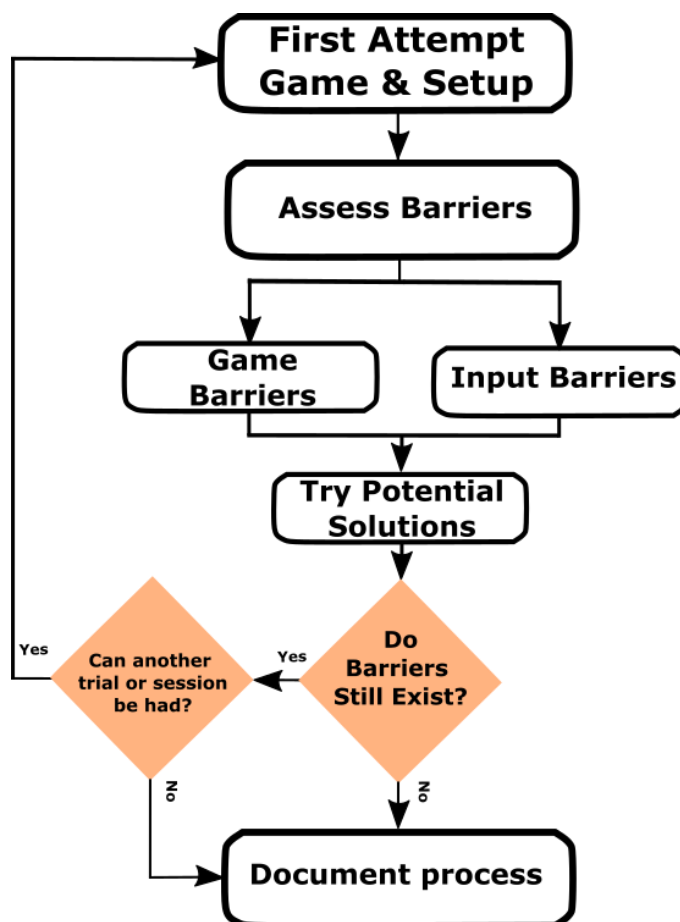 First Attempt
Game & Setup
Assess Barriers
Game
Barriers
Input Barriers
Try Potential
Solutions
Do
Barriers
Still Exist?
Yes
Can another
trial or session
be had?
Yes
No
No
Document process